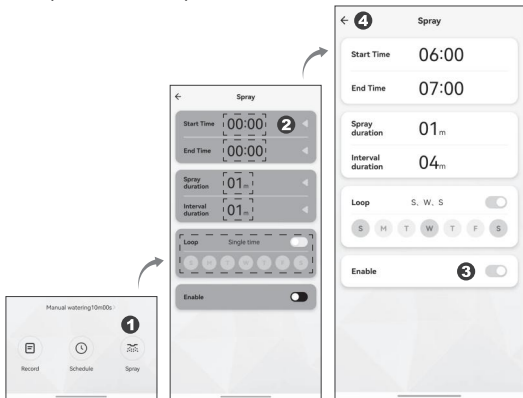 Manual watering10m00s
1
Record
Schedule
Spray
Spray
Start Time 00:00 2
End Time 00:00
Spray duration 01m
Interval duration 01m
Loop Single time
S M T W T F S
Enable
4 Spray
Start Time 06:00
End Time 07:00
Spray duration 01m
Interval duration 04m
Loop S、W、S
S M T W T F S
Enable 3